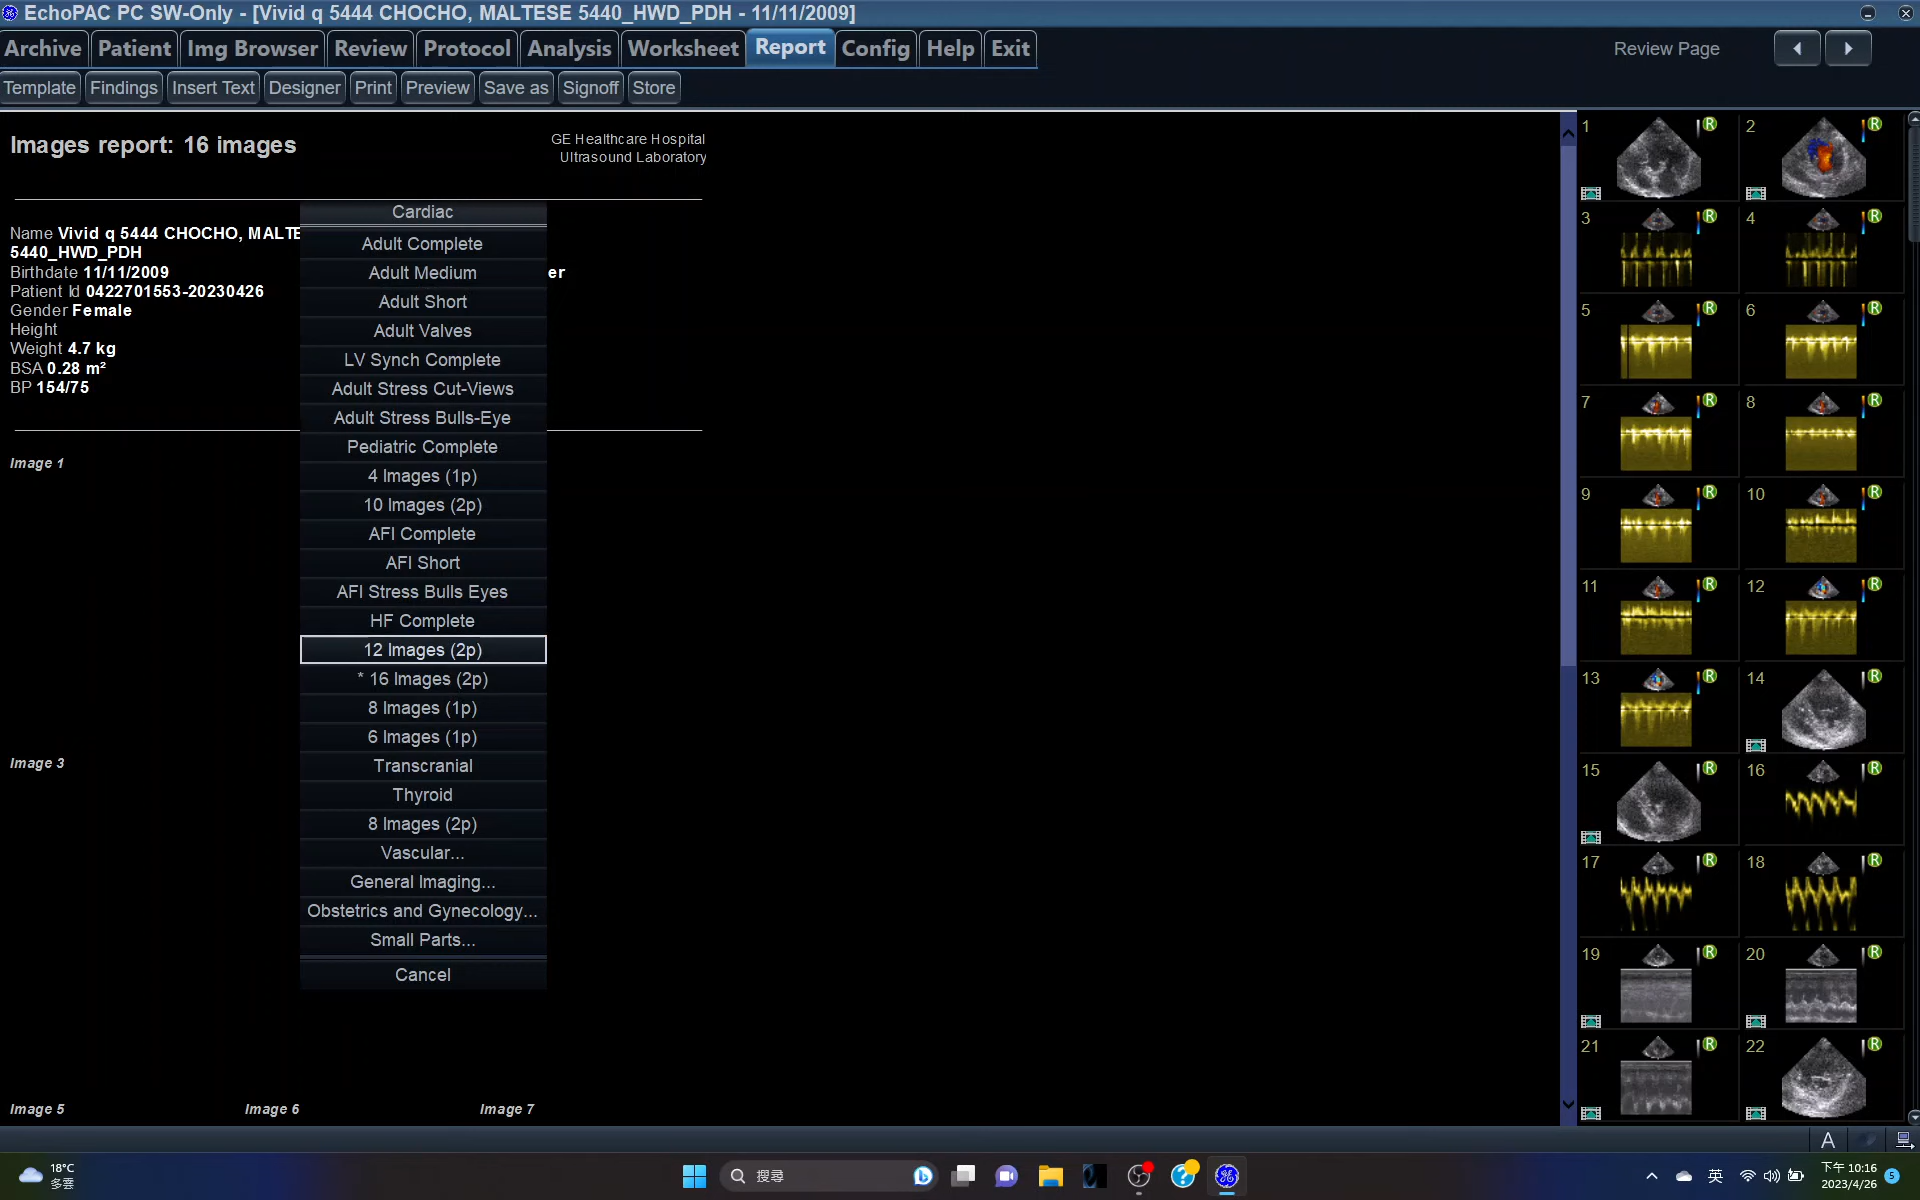 EchoPAC PC SW-Only - [Vivid q 5444 CHOCHO, MALTESE 5440_HWD_PDH - 11/11/2009]
Archive Patient Img Browser Review Protocol Analysis Worksheet Report Config Help Exit Review Page
Template Findings Insert Text Designer Print Preview Save as Signoff Store
Images report: 16 images
GE Healthcare Hospital
Ultrasound Laboratory
Name Vivid q 5444 CHOCHO, MALTE
5440_HWD_PDH
Birthdate 11/11/2009
er
Patient Id 0422701553-20230426
Gender Female
Height
Weight 4.7 kg
BSA 0.28 m²
BP 154/75
Image 1
Image 3
Image 5 Image 6 Image 7
Cardiac
Adult Complete
Adult Medium
Adult Short
Adult Valves
LV Synch Complete
Adult Stress Cut-Views
Adult Stress Bulls-Eye
Pediatric Complete
4 Images (1p)
10 Images (2p)
AFI Complete
AFI Short
AFI Stress Bulls Eyes
HF Complete
12 Images (2p)
* 16 Images (2p)
8 Images (1p)
6 Images (1p)
Transcranial
Thyroid
8 Images (2p)
Vascular...
General Imaging...
Obstetrics and Gynecology...
Small Parts...
Cancel
1 R 2 R
3 R 4 R
5 R 6 R
7 R 8 R
9 R 10 R
11 R 12 R
13 R 14 R
15 R 16 R
17 R 18 R
19 R 20 R
21 R 22 R
A
18°C
多雲
搜尋
英
下午 10:16
2023/4/26
5